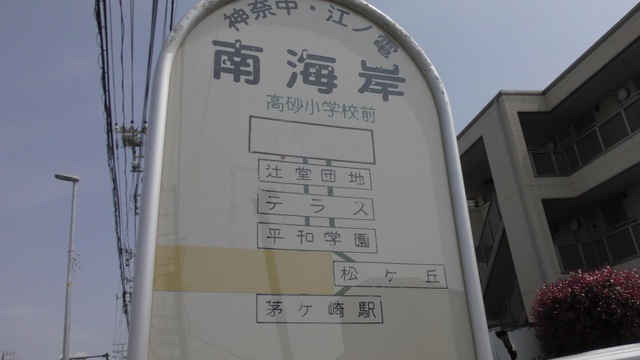 神奈中・江ノ電
南海岸
高砂小学校前
辻堂団地
テラス
平和学園
松ヶ丘
茅ヶ崎駅